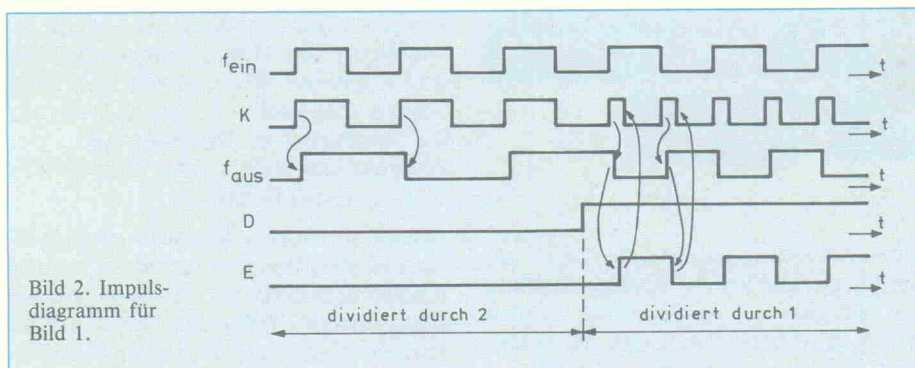 f ein
t
K
t
f aus
t
D
t
E
t
dividiert durch 2
dividiert durch 1
Bild 2. Impuls-
diagramm für
Bild 1.